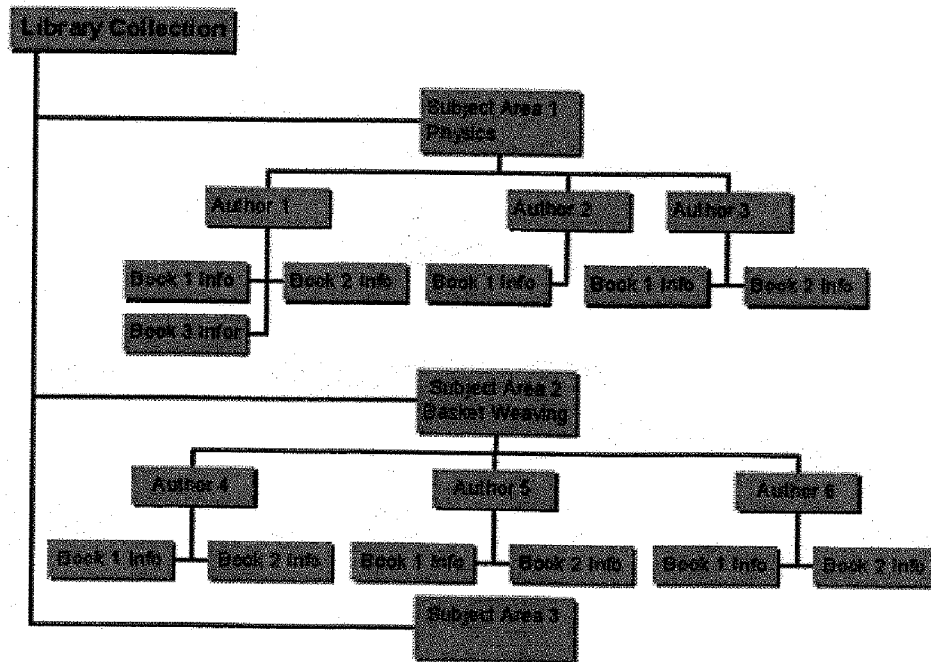 Library Collection
Subject Area 1
Physics
Author 1
Author 2
Author 3
Book 1 Info
Book 2 Info
Book 1 Info
Book 1 Info
Book 2 Info
Book 3 Infor
Subject Area 2
Basket Weaving
Author 4
Author 5
Author 6
Book 1 Info
Book 2 Info
Book 1 Info
Book 2 Info
Book 1 Info
Book 2 Info
Subject Area 3